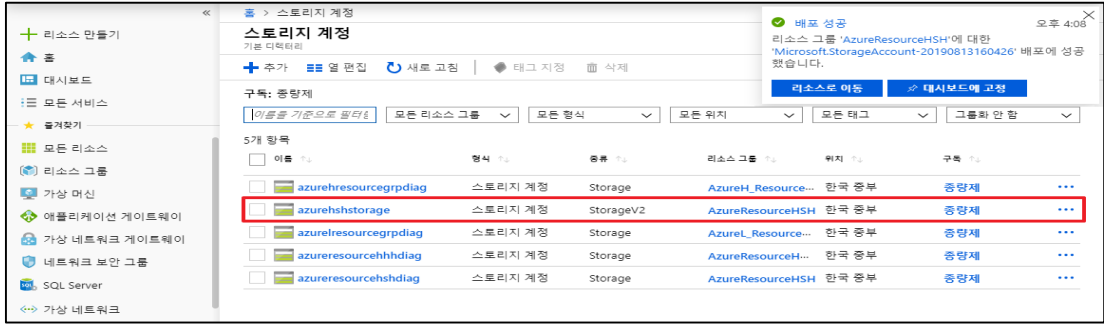 «
리소스 만들기
홈
대시보드
모든 서비스
즐겨찾기
모든 리소스
리소스 그룹
가상 머신
애플리케이션 게이트웨이
가상 네트워크 게이트웨이
네트워크 보안 그룹
SQL Server
가상 네트워크
홈 > 스토리지 계정
스토리지 계정
기본 디렉터리
추가 열 편집 새로 고침 태그 지정 삭제
구독: 종량제
이름을 기준으로 필터링 모든 리소스 그룹 모든 형식 모든 위치 모든 태그 그룹화 안 함
5개 항목
이름 형식 종류 리소스 그룹 위치 구독
azurehresourcegrpdiag 스토리지 계정 Storage AzureH_Resource··· 한국 중부 종량제 ···
azurehshstorage 스토리지 계정 StorageV2 AzureResourceHSH 한국 중부 종량제 ···
azurelresourcegrpdiag 스토리지 계정 Storage AzureL_Resource··· 한국 중부 종량제 ···
azureresourcehhhdiag 스토리지 계정 Storage AzureResourceH··· 한국 중부 종량제 ···
azureresourcehshdiag 스토리지 계정 Storage AzureResourceHSH 한국 중부 종량제 ···
배포 성공 오후 4:08
리소스 그룹 'AzureResourceHSH'에 대한
'Microsoft.StorageAccount-20190813160426' 배포에 성공
했습니다.
리소스로 이동 대시보드에 고정